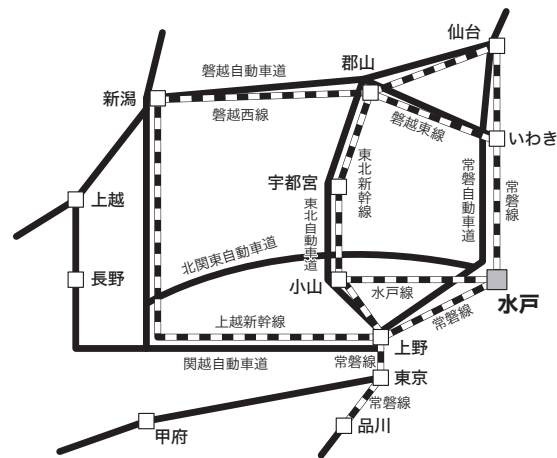 仙台
郡山
磐越自動車道
新潟
磐越西線
磐越東線
いわき
東北新幹線
常磐自動車道
宇都宮
上越
常磐線
東北自動車道
北関東自動車道
長野
小山
水戸線
水戸
常磐線
上越新幹線
上野
関越自動車道
常磐線
東京
常磐線
品川
甲府